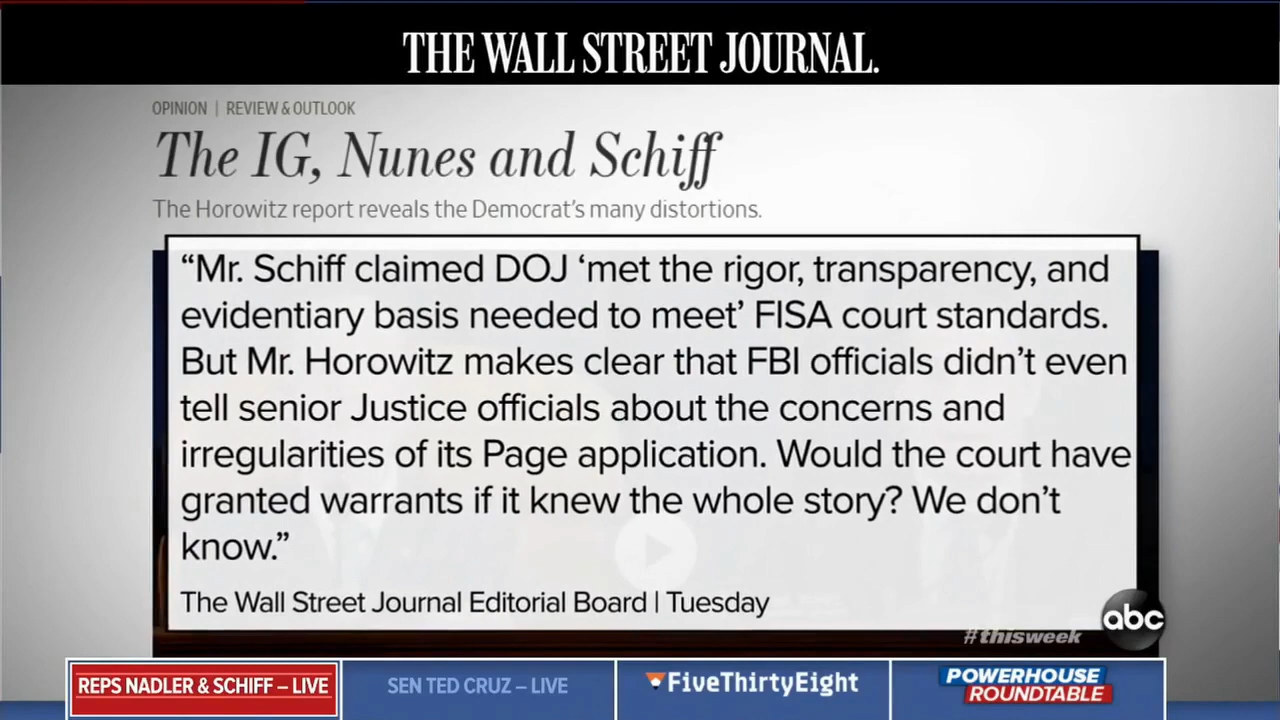 THE WALL STREET JOURNAL.
OPINION | REVIEW & OUTLOOK
The IG, Nunes and Schiff
The Horowitz report reveals the Democrat's many distortions.
“Mr. Schiff claimed DOJ ‘met the rigor, transparency, and
evidentiary basis needed to meet’ FISA court standards.
But Mr. Horowitz makes clear that FBI officials didn’t even
tell senior Justice officials about the concerns and
irregularities of its Page application. Would the court have
granted warrants if it knew the whole story? We don’t
know.”
The Wall Street Journal Editorial Board | Tuesday
abc
#thisweek
REPS NADLER & SCHIFF – LIVE
SEN TED CRUZ – LIVE
FiveThirtyEight
POWERHOUSE
ROUNDTABLE